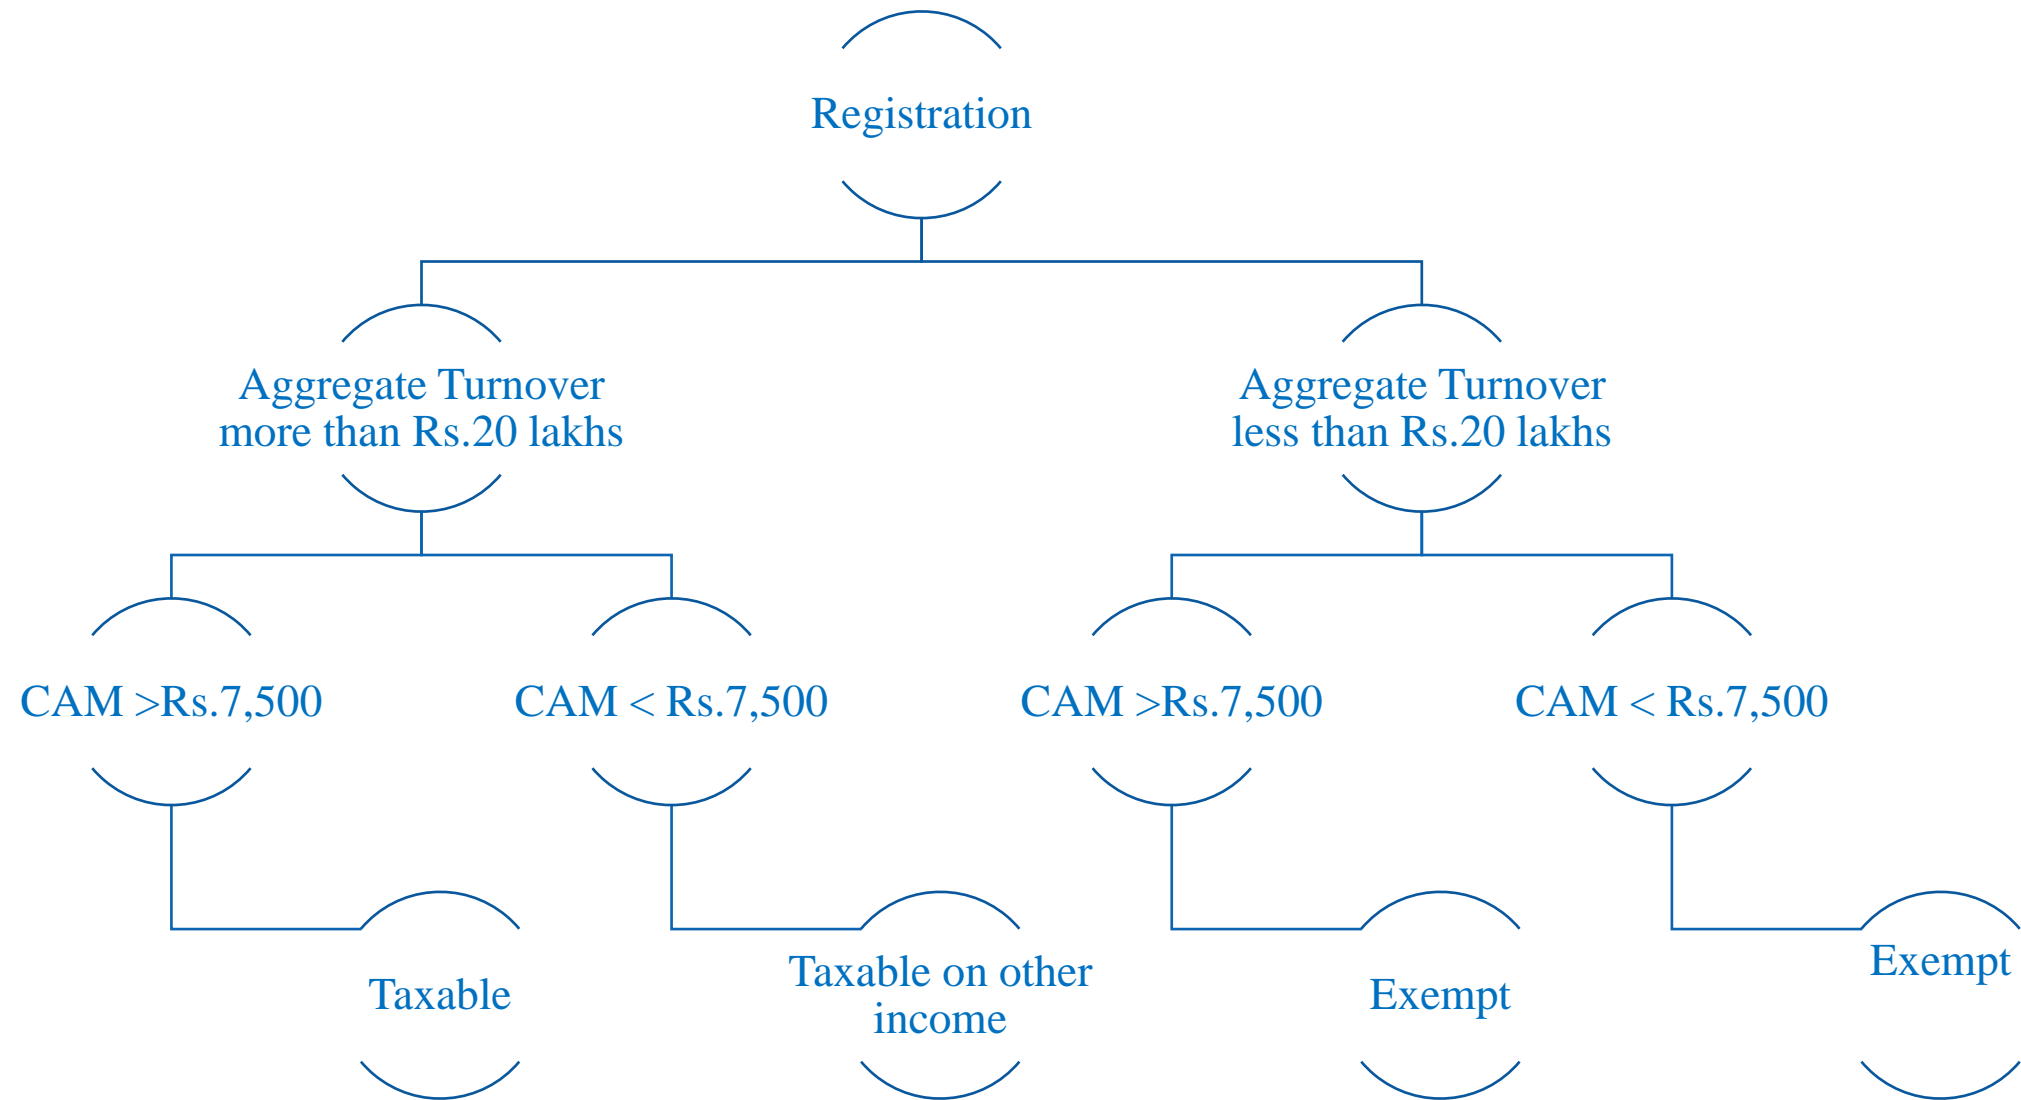 Registration
Aggregate Turnover
more than Rs.20 lakhs
Aggregate Turnover
less than Rs.20 lakhs
CAM >Rs.7,500
CAM < Rs.7,500
CAM >Rs.7,500
CAM < Rs.7,500
Taxable
Taxable on other
income
Exempt
Exempt